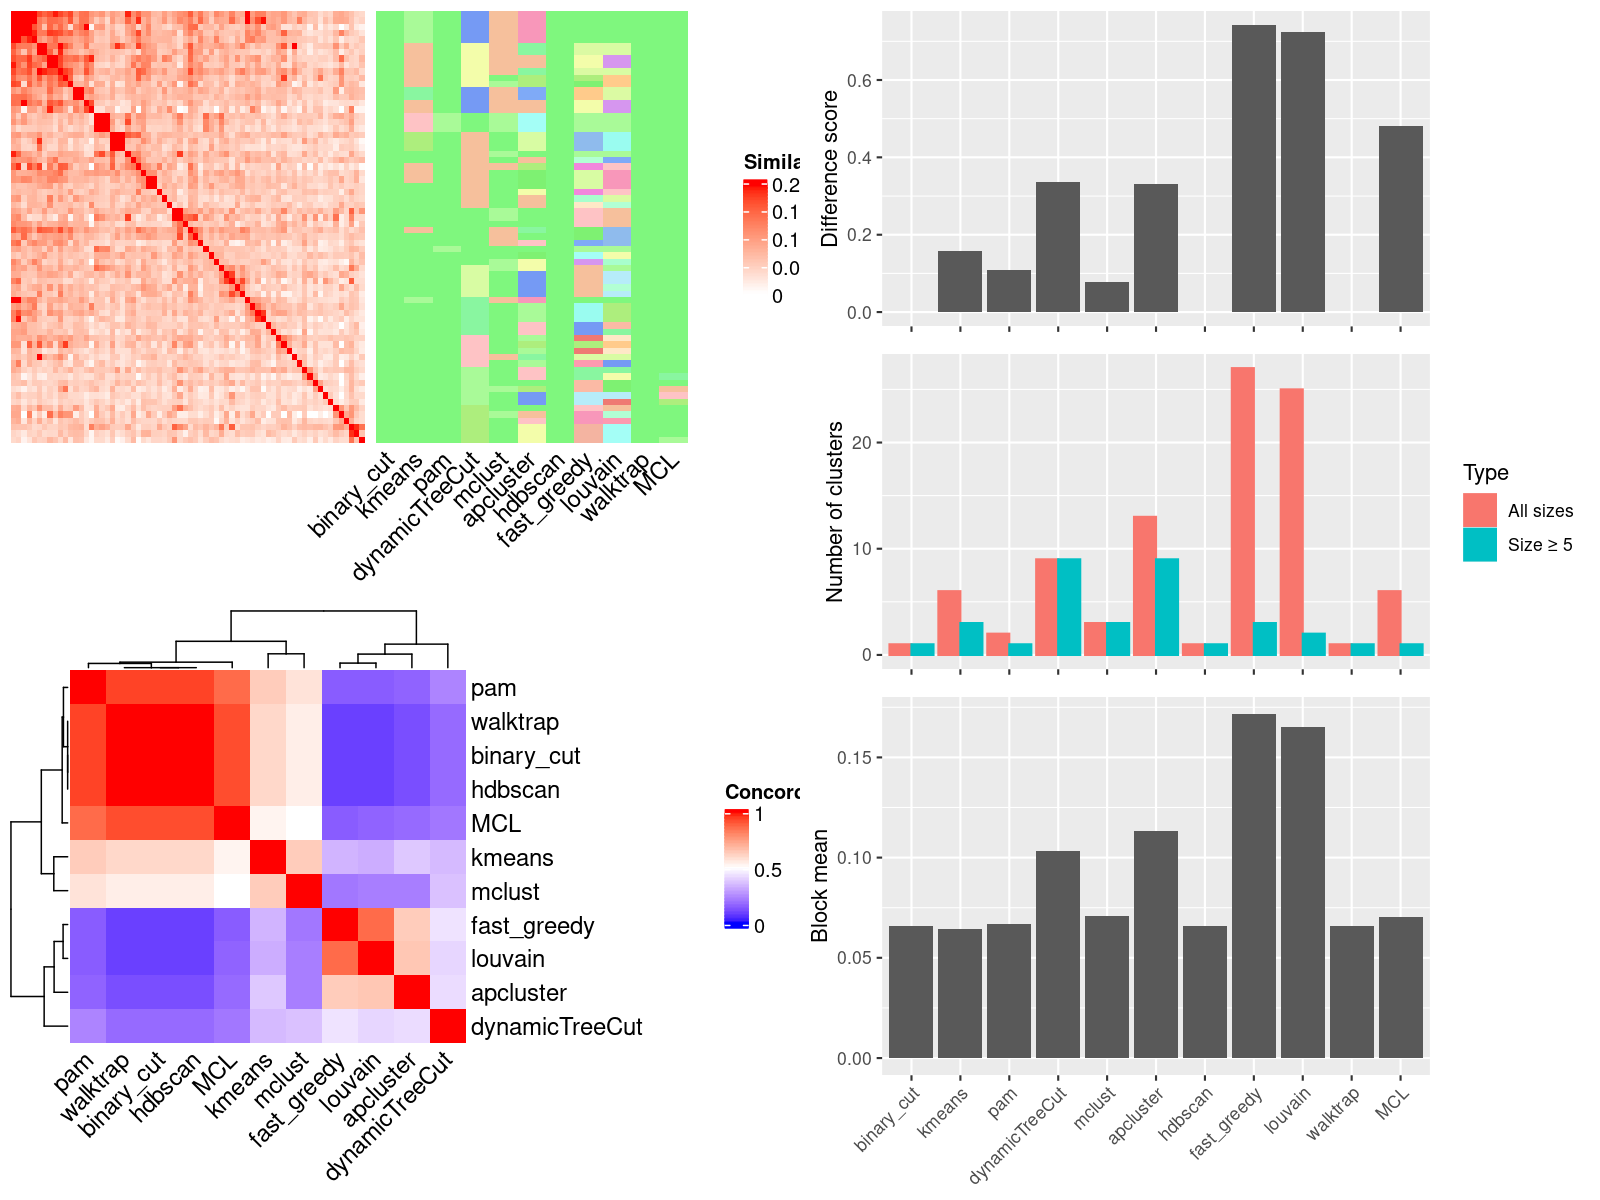 Simila
0.2
0.1
0.1
0.0
0
binary_cut
kmeans
pam
dynamicTreeCut
mclust
apcluster
hdbscan
fast_greedy
louvain
walktrap
MCL
pam
walktrap
binary_cut
hdbscan
MCL
kmeans
mclust
fast_greedy
louvain
apcluster
dynamicTreeCut
Concord
1
0.5
0
pam
walktrap
binary_cut
hdbscan
MCL
kmeans
mclust
fast_greedy
louvain
apcluster
dynamicTreeCut
Difference score
0.6
0.4
0.2
0.0
Number of clusters
20
10
0
Type
All sizes
Size ≥ 5
Block mean
0.15
0.10
0.05
0.00
binary_cut
kmeans
pam
dynamicTreeCut
mclust
apcluster
hdbscan
fast_greedy
louvain
walktrap
MCL